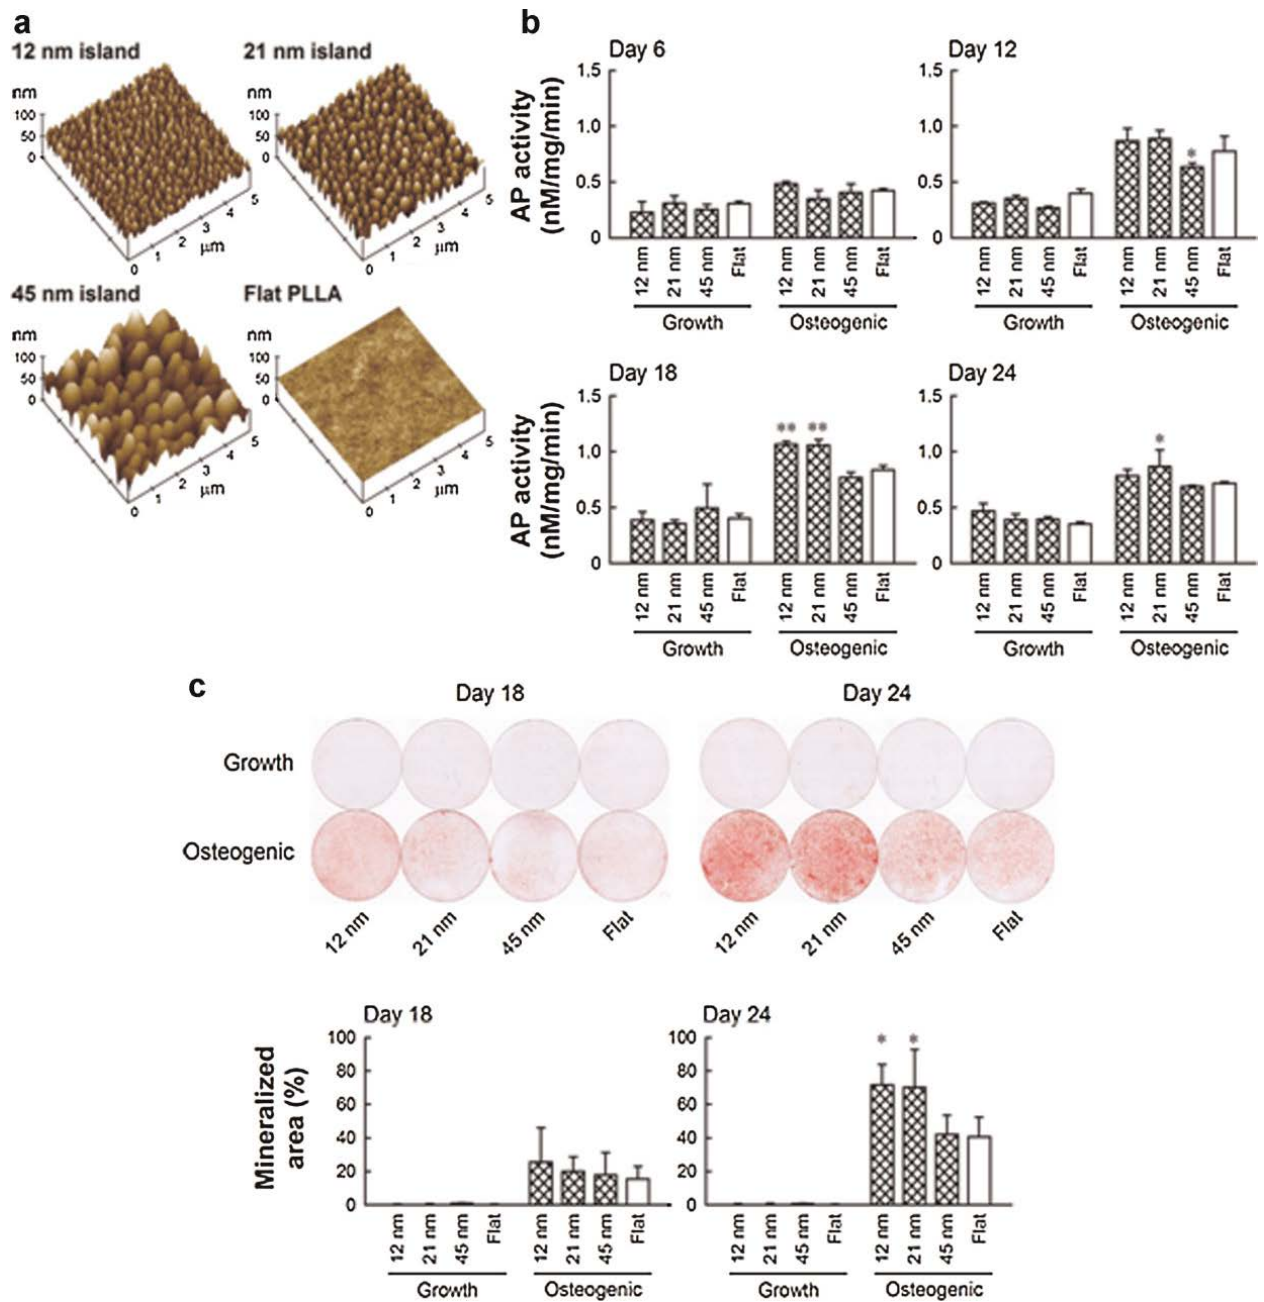 a
12 nm island
21 nm island
nm
100
50
0
0 1 2 3 4 5
μm
nm
100
50
0
0 1 2 3 4 5
μm
45 nm island
Flat PLLA
nm
100
50
0
0 1 2 3 4 5
μm
nm
100
50
0
0 1 2 3 4 5
μm
b
Day 6
AP activity
(nM/mg/min)
1.5
1.0
0.5
0
12 nm 21 nm 45 nm Flat 12 nm 21 nm 45 nm Flat
Growth Osteogenic
Day 12
1.5
1.0
0.5
0
*
12 nm 21 nm 45 nm Flat 12 nm 21 nm 45 nm Flat
Growth Osteogenic
Day 18
AP activity
(nM/mg/min)
1.5
1.0
0.5
0
** **
12 nm 21 nm 45 nm Flat 12 nm 21 nm 45 nm Flat
Growth Osteogenic
Day 24
1.5
1.0
0.5
0
*
12 nm 21 nm 45 nm Flat 12 nm 21 nm 45 nm Flat
Growth Osteogenic
c
Day 18 Day 24
Growth
Osteogenic
12 nm 21 nm 45 nm Flat 12 nm 21 nm 45 nm Flat
Day 18
Mineralized
area (%)
100
80
60
40
20
0
12 nm 21 nm 45 nm Flat 12 nm 21 nm 45 nm Flat
Growth Osteogenic
Day 24
100
80
60
40
20
0
* *
12 nm 21 nm 45 nm Flat 12 nm 21 nm 45 nm Flat
Growth Osteogenic